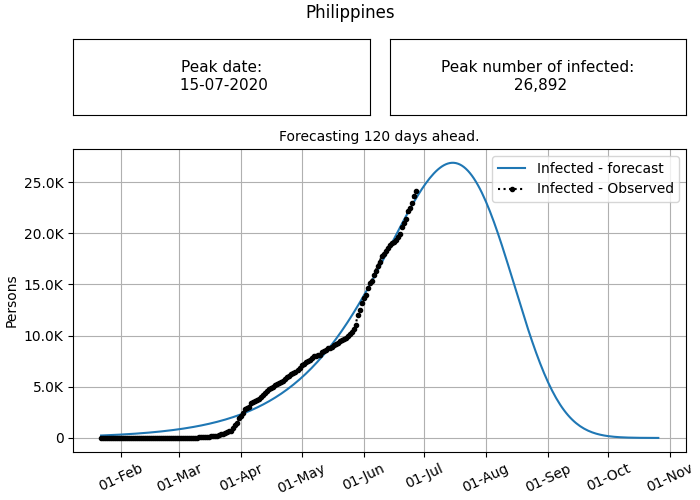 Philippines
Peak date:
15-07-2020
Peak number of infected:
26,892
Forecasting 120 days ahead.
Infected - forecast
Infected - Observed
Persons
25.0K
20.0K
15.0K
10.0K
5.0K
0
01-Feb
01-Mar
01-Apr
01-May
01-Jun
01-Jul
01-Aug
01-Sep
01-Oct
01-Nov